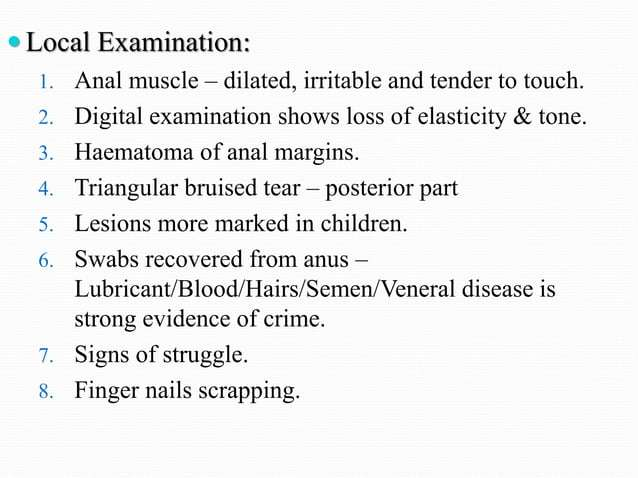 Local Examination:
1. Anal muscle – dilated, irritable and tender to touch.
2. Digital examination shows loss of elasticity & tone.
3. Haematoma of anal margins.
4. Triangular bruised tear – posterior part
5. Lesions more marked in children.
6. Swabs recovered from anus –
Lubricant/Blood/Hairs/Semen/Veneral disease is
strong evidence of crime.
7. Signs of struggle.
8. Finger nails scrapping.